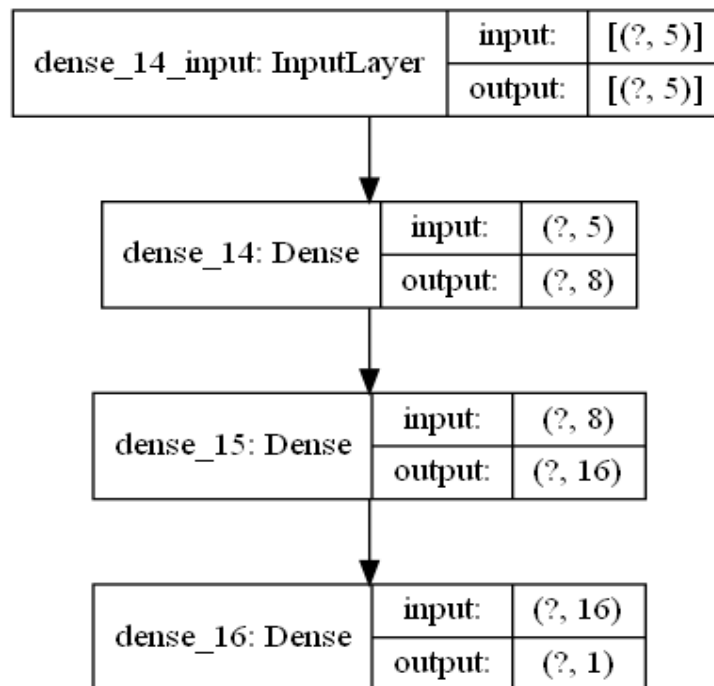 dense_14_input: InputLayer
input: [(?, 5)]
output: [(?, 5)]
dense_14: Dense
input: (?, 5)
output: (?, 8)
dense_15: Dense
input: (?, 8)
output: (?, 16)
dense_16: Dense
input: (?, 16)
output: (?, 1)